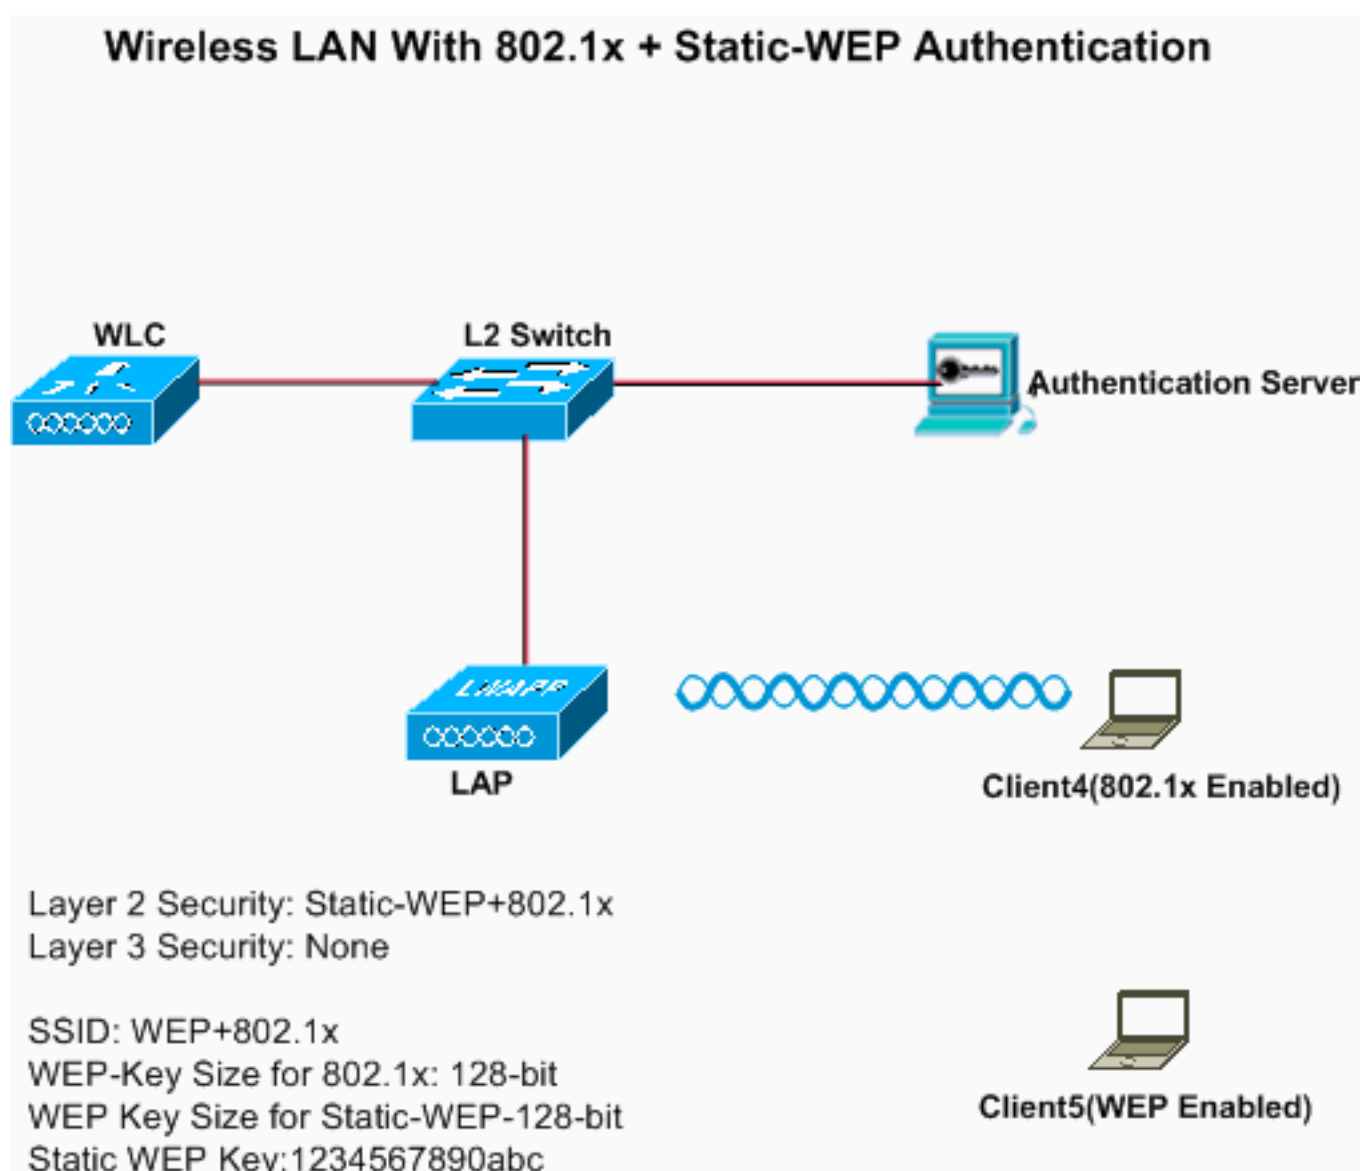 Wireless LAN With 802.1x + Static-WEP Authentication
WLC
L2 Switch
Authentication Server
LWAPP
LAP
Client4(802.1x Enabled)
Layer 2 Security: Static-WEP+802.1x
Layer 3 Security: None
SSID: WEP+802.1x
WEP-Key Size for 802.1x: 128-bit
WEP Key Size for Static-WEP-128-bit
Static WEP Key:1234567890abc
Client5(WEP Enabled)